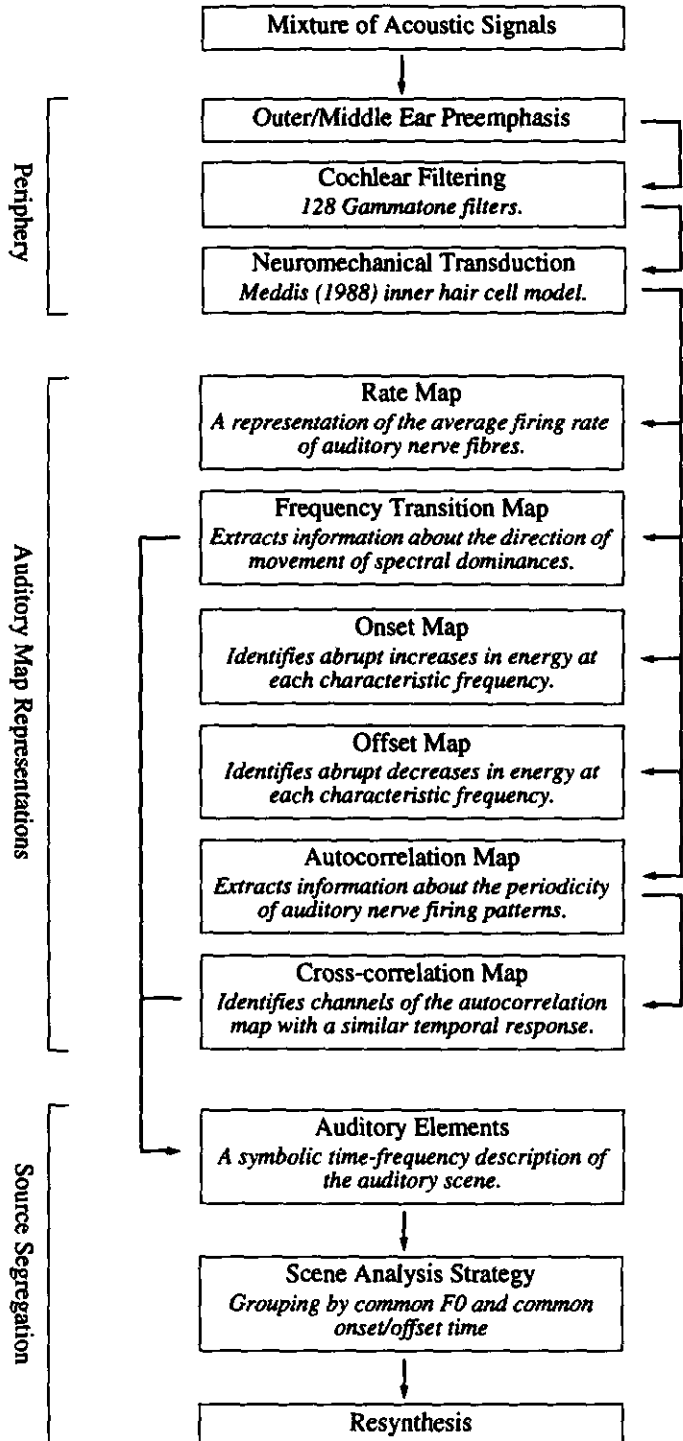 Mixture of Acoustic Signals
Periphery
Outer/Middle Ear Preemphasis
Cochlear Filtering
128 Gammatone filters.
Neuromechanical Transduction
Meddis (1988) inner hair cell model.
Auditory Map Representations
Rate Map
A representation of the average firing rate
of auditory nerve fibres.
Frequency Transition Map
Extracts information about the direction of
movement of spectral dominances.
Onset Map
Identifies abrupt increases in energy at
each characteristic frequency.
Offset Map
Identifies abrupt decreases in energy at
each characteristic frequency.
Autocorrelation Map
Extracts information about the periodicity
of auditory nerve firing patterns.
Cross-correlation Map
Identifies channels of the autocorrelation
map with a similar temporal response.
Source Segregation
Auditory Elements
A symbolic time-frequency description of
the auditory scene.
Scene Analysis Strategy
Grouping by common F0 and common
onset/offset time
Resynthesis